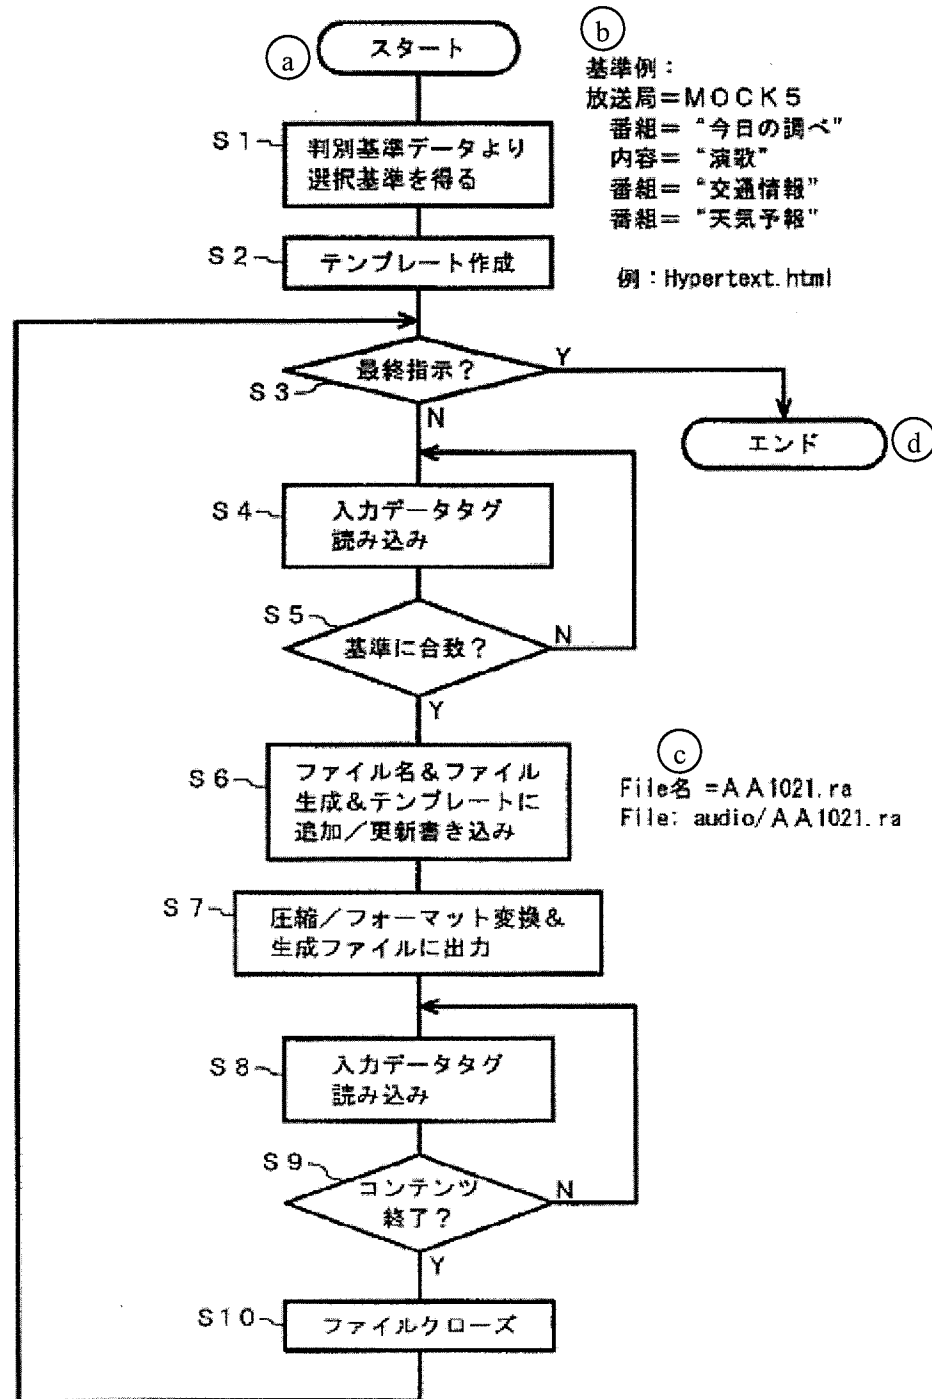 a
スタート
b
基準例：
放送局＝ＭＯＣＫ５
番組＝“今日の調べ”
内容＝“演歌”
番組＝“交通情報”
番組＝“天気予報”
例：Hypertext.html
Ｓ１
判別基準データより
選択基準を得る
Ｓ２
テンプレート作成
Ｓ３
最終指示？
Ｙ
Ｎ
エンド
d
Ｓ４
入力データタグ
読み込み
Ｓ５
基準に合致？
Ｎ
Ｙ
Ｓ６
ファイル名＆ファイル
生成＆テンプレートに
追加／更新書き込み
c
File名 =ＡＡ1021.ra
File: audio/ＡＡ1021.ra
Ｓ７
圧縮／フォーマット変換＆
生成ファイルに出力
Ｓ８
入力データタグ
読み込み
Ｓ９
コンテンツ
終了？
Ｎ
Ｙ
Ｓ１０
ファイルクローズ